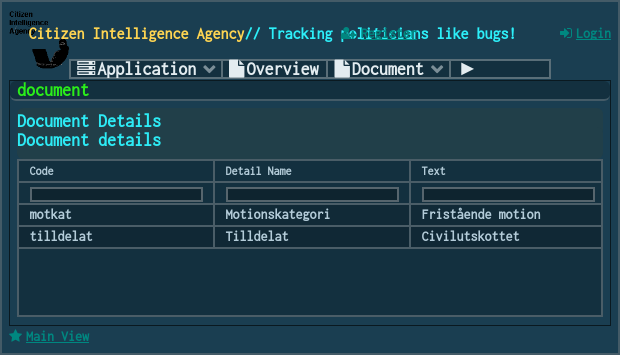 Citizen
Intelligence
Agency
Citizen Intelligence Agency// Tracking politicians like bugs!
Register
Login
Application
Overview
Document
document
Document Details
Document details
Code Detail Name Text
motkat Motionskategori Fristående motion
tilldelat Tilldelat Civilutskottet
Main View